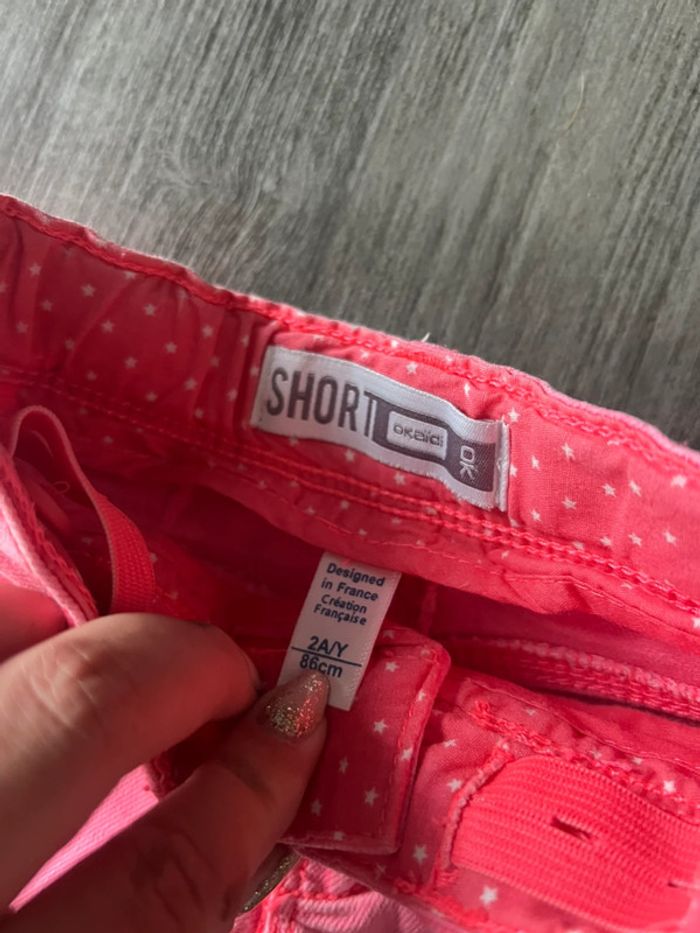 SHORT
okaïdi
OK
Designed
in France
Création
Française
2A/Y
86cm